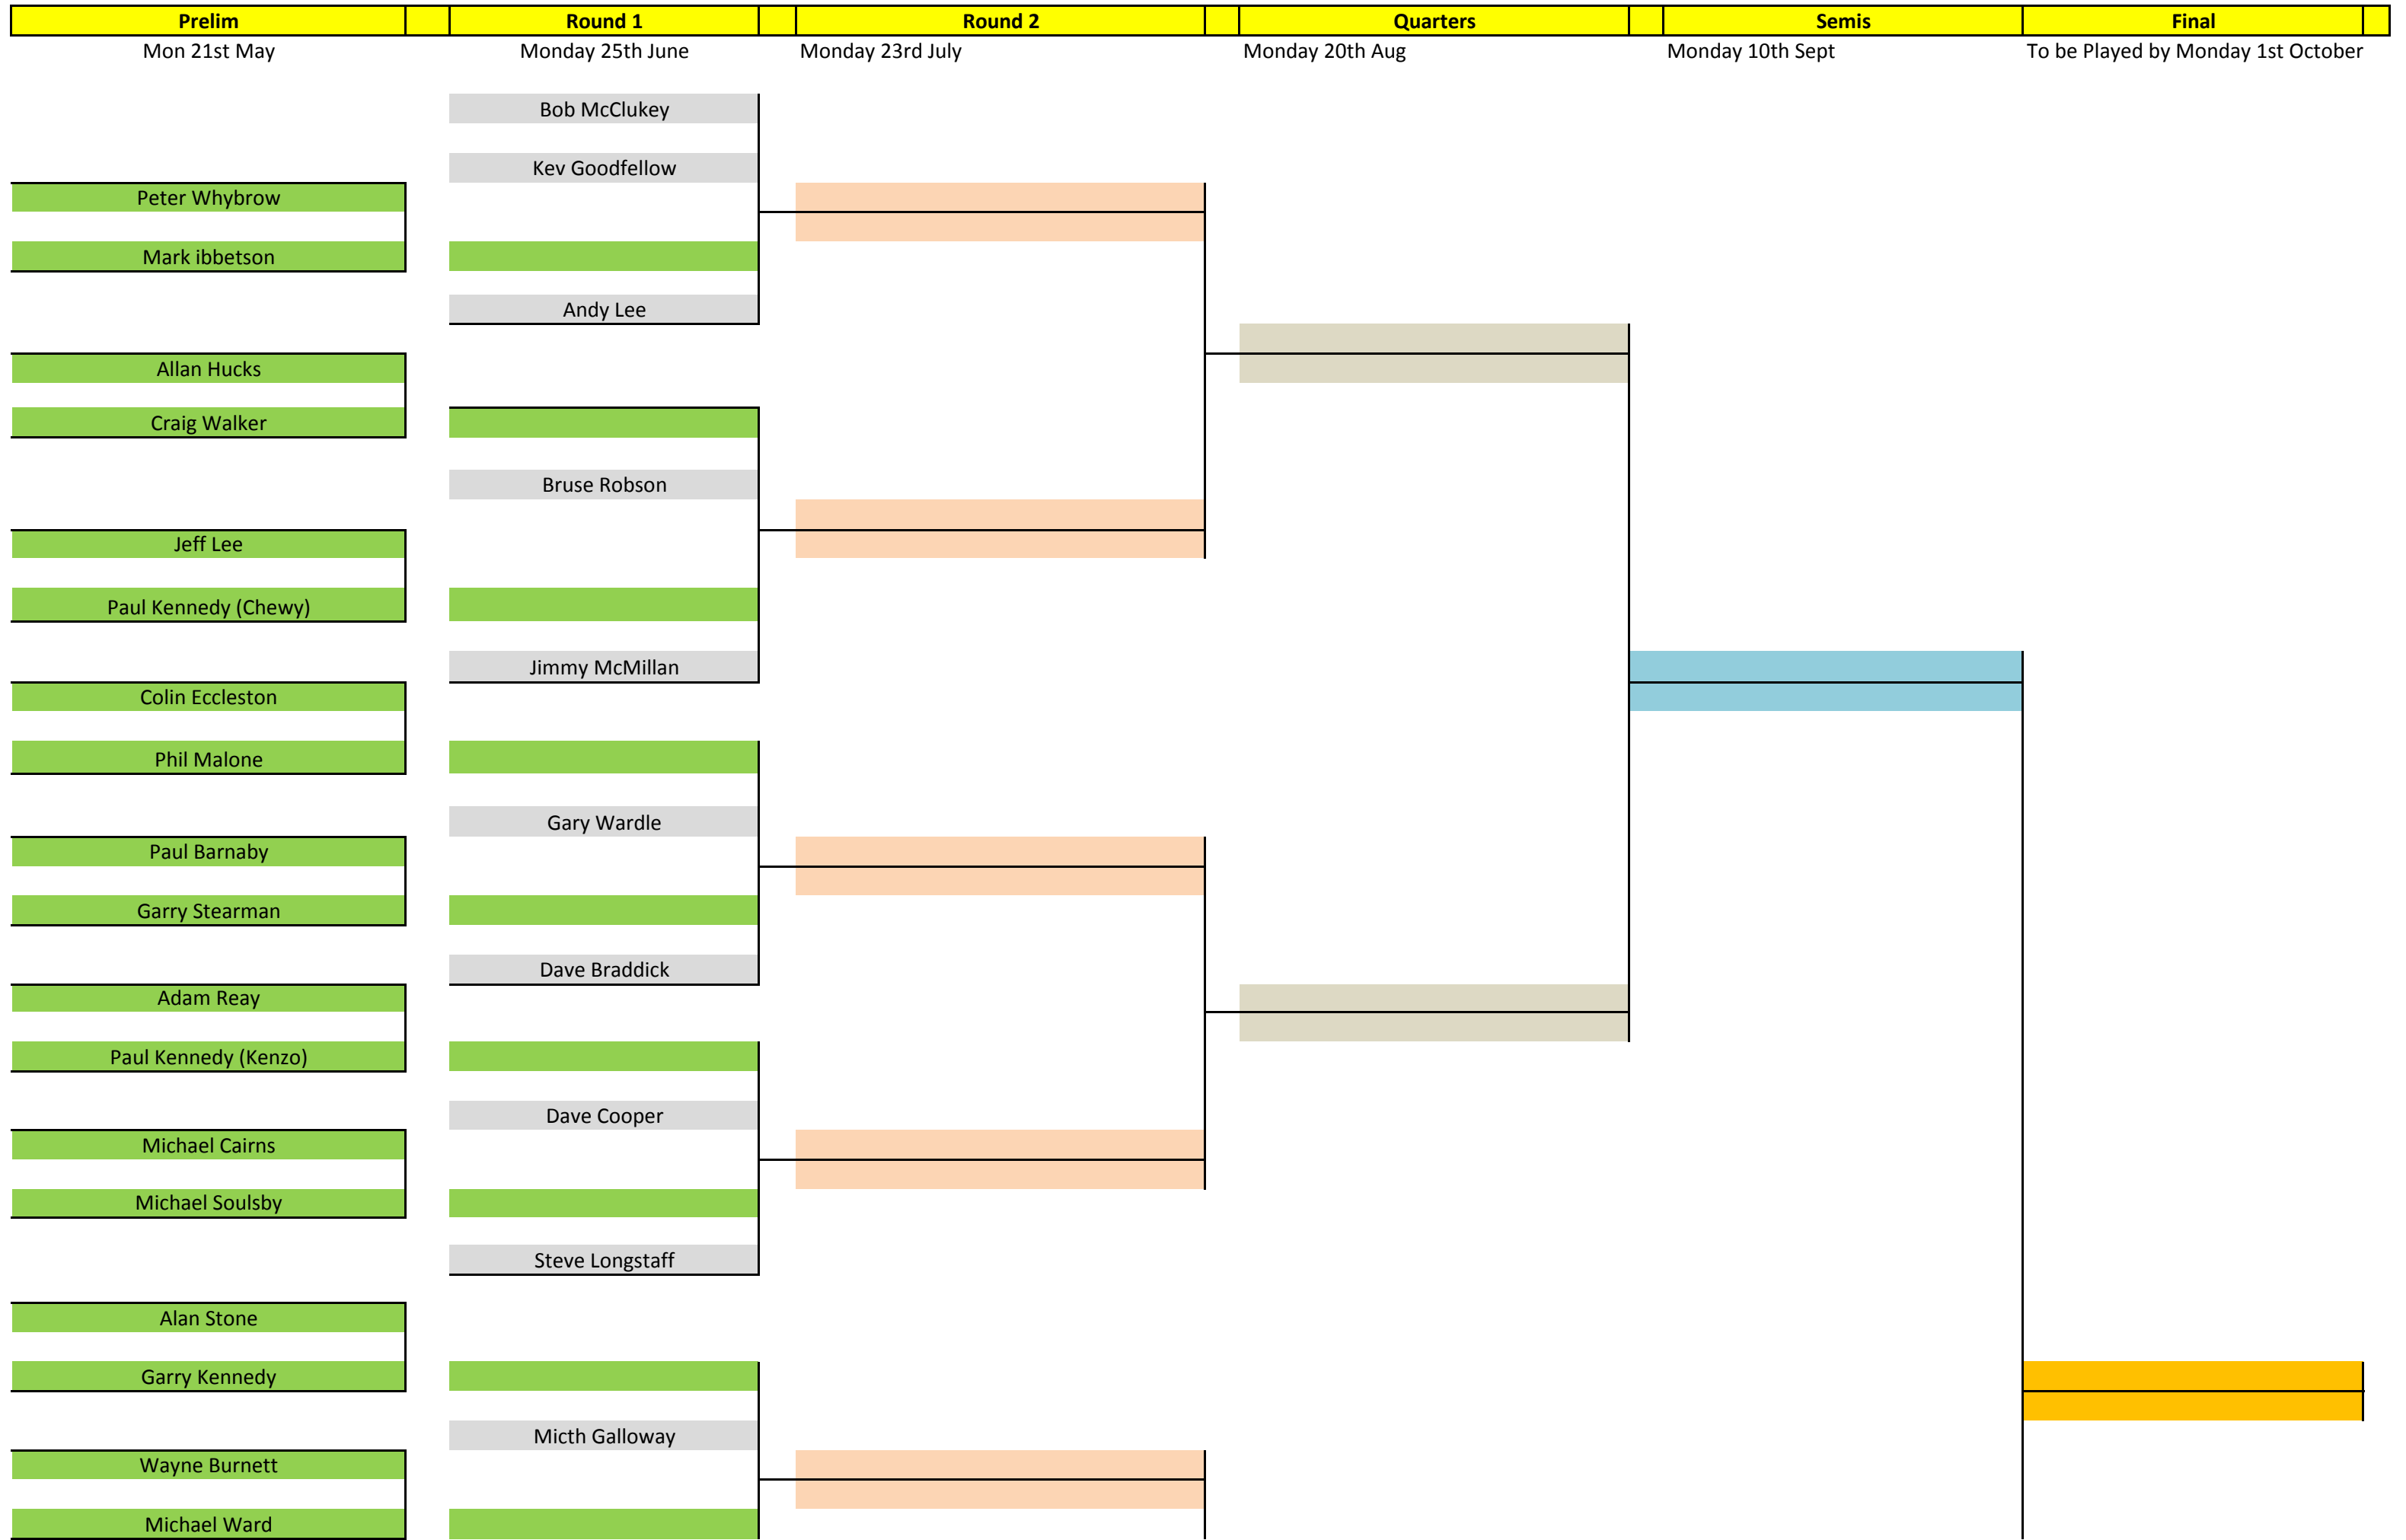 Prelim Round 1 Round 2 Quarters Semis Final
Mon 21st May Monday 25th June Monday 23rd July Monday 20th Aug Monday 10th Sept To be Played by Monday 1st October
Bob McClukey
Kev Goodfellow
Peter Whybrow
Mark ibbetson
Andy Lee
Allan Hucks
Craig Walker
Bruse Robson
Jeff Lee
Paul Kennedy (Chewy)
Jimmy McMillan
Colin Eccleston
Phil Malone
Gary Wardle
Paul Barnaby
Garry Stearman
Dave Braddick
Adam Reay
Paul Kennedy (Kenzo)
Dave Cooper
Michael Cairns
Michael Soulsby
Steve Longstaff
Alan Stone
Garry Kennedy
Micth Galloway
Wayne Burnett
Michael Ward